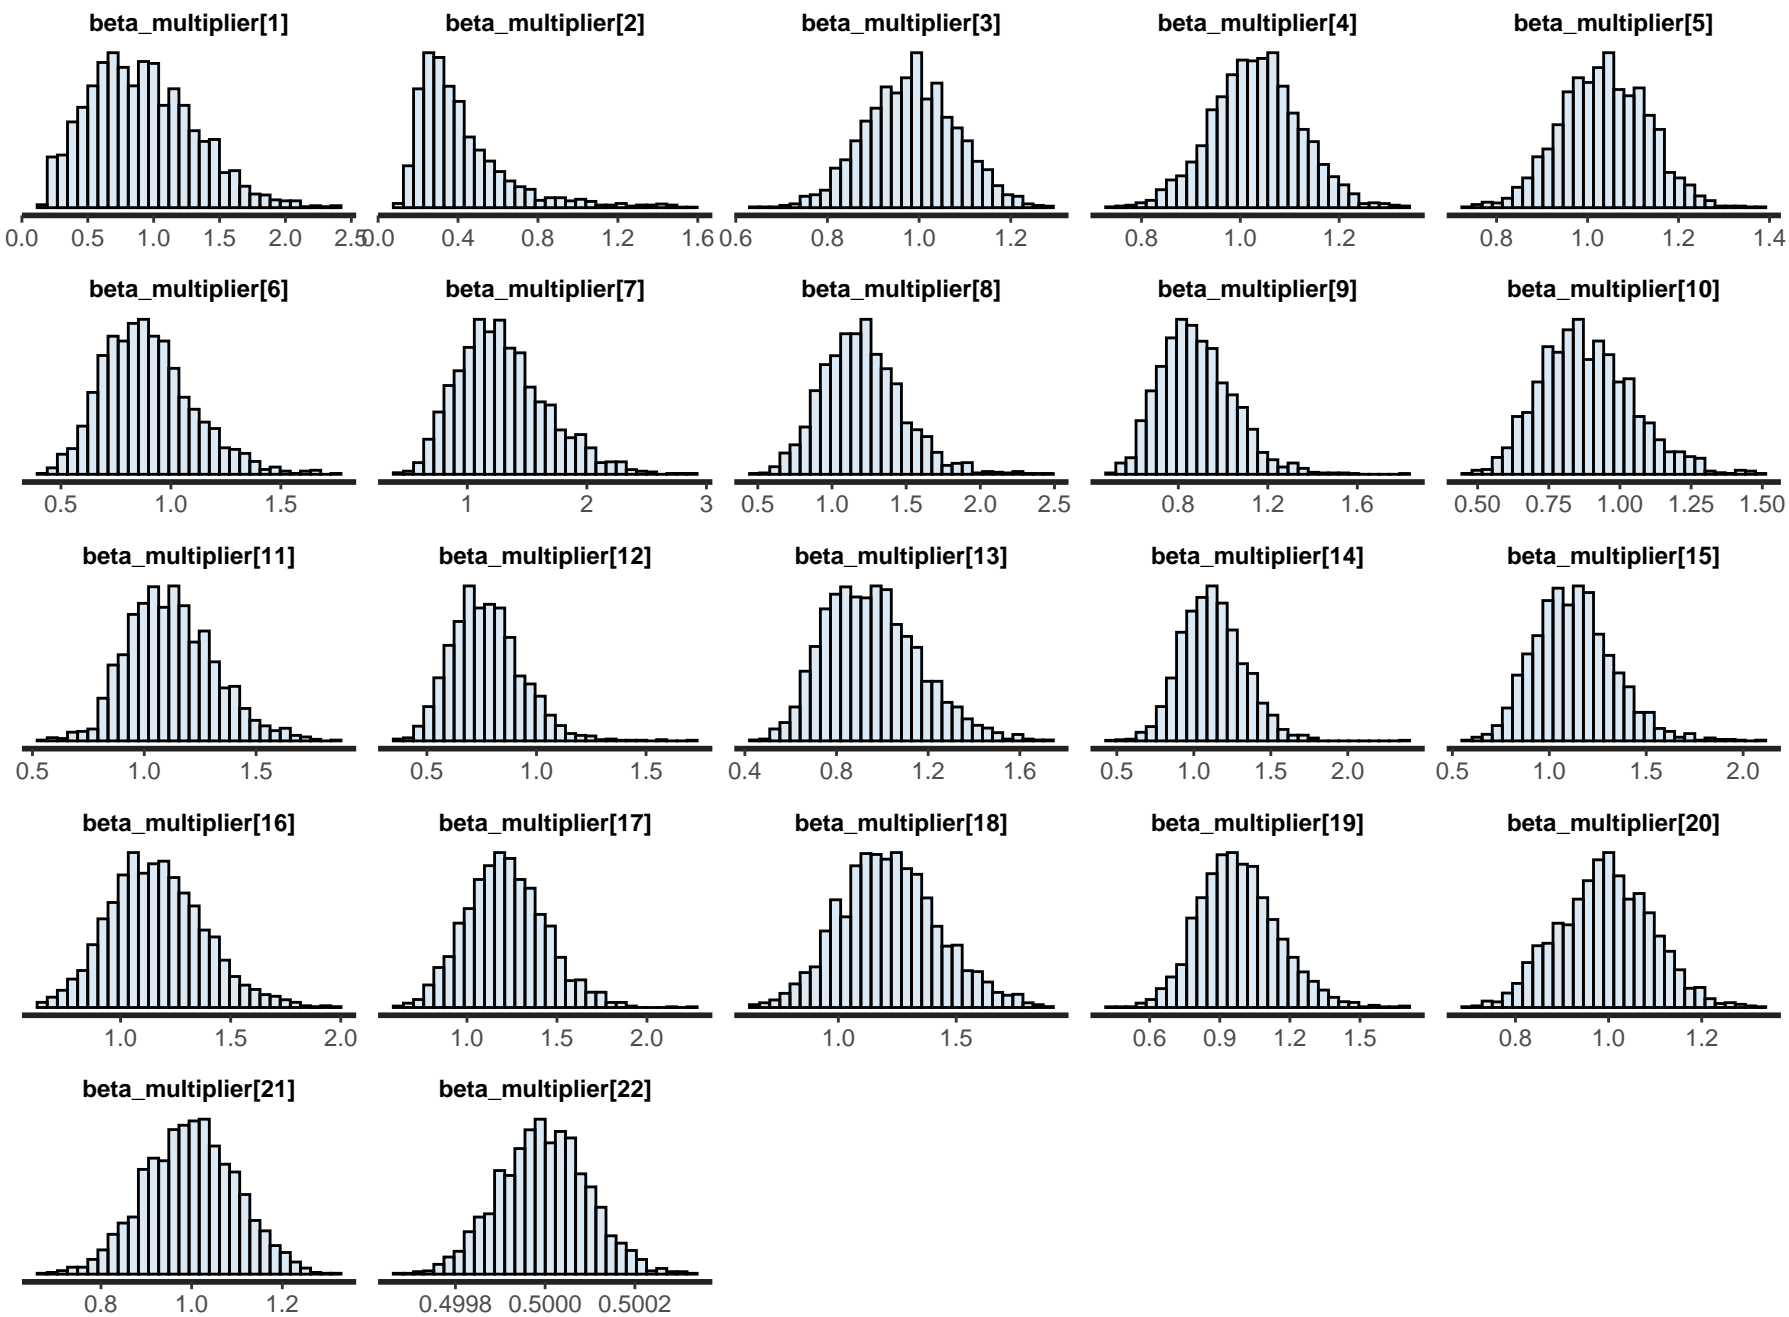 beta_multiplier[1] beta_multiplier[2] beta_multiplier[3] beta_multiplier[4] beta_multiplier[5]
0.0 0.5 1.0 1.5 2.0 2.5 0.0 0.4 0.8 1.2 1.6 0.6 0.8 1.0 1.2 0.8 1.0 1.2 0.8 1.0 1.2 1.4
beta_multiplier[6] beta_multiplier[7] beta_multiplier[8] beta_multiplier[9] beta_multiplier[10]
0.5 1.0 1.5 1 2 3 0.5 1.0 1.5 2.0 2.5 0.8 1.2 1.6 0.50 0.75 1.00 1.25 1.50
beta_multiplier[11] beta_multiplier[12] beta_multiplier[13] beta_multiplier[14] beta_multiplier[15]
0.5 1.0 1.5 0.5 1.0 1.5 0.4 0.8 1.2 1.6 0.5 1.0 1.5 2.0 0.5 1.0 1.5 2.0
beta_multiplier[16] beta_multiplier[17] beta_multiplier[18] beta_multiplier[19] beta_multiplier[20]
1.0 1.5 2.0 1.0 1.5 2.0 1.0 1.5 0.6 0.9 1.2 1.5 0.8 1.0 1.2
beta_multiplier[21] beta_multiplier[22]
0.8 1.0 1.2 0.4998 0.5000 0.5002